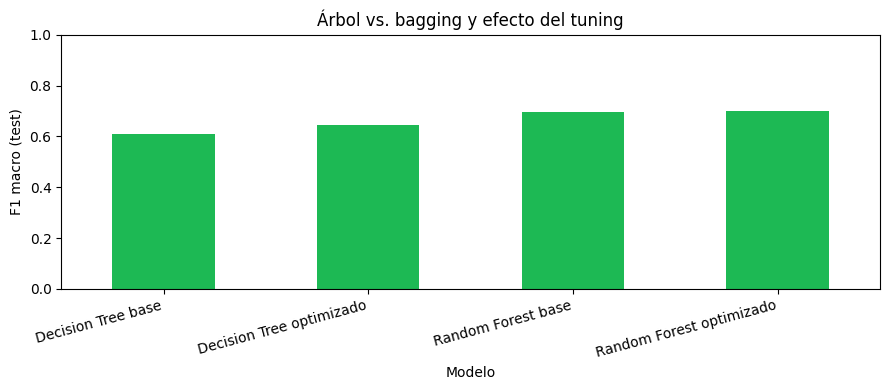 Árbol vs. bagging y efecto del tuning
F1 macro (test)
1.0
0.8
0.6
0.4
0.2
0.0
Decision Tree base
Decision Tree optimizado
Random Forest base
Random Forest optimizado
Modelo